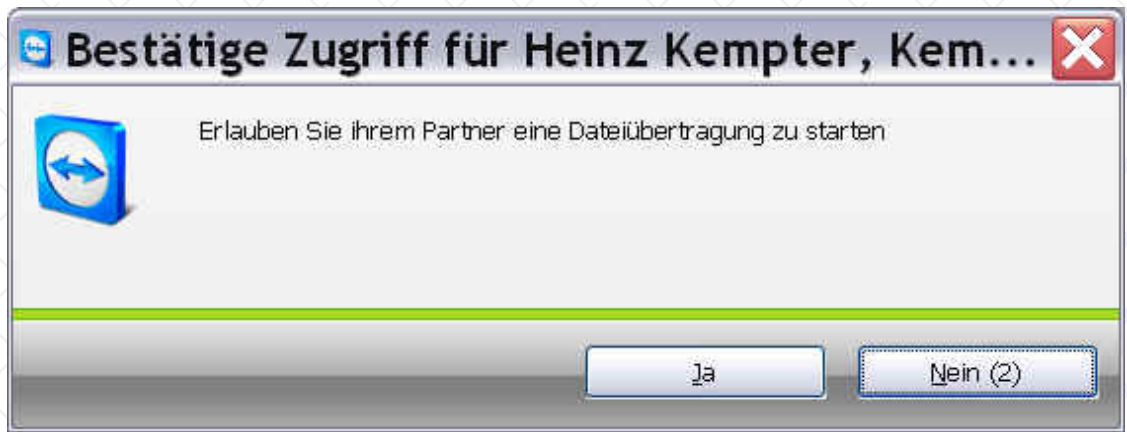 Bestätige Zugriff für Heinz Kempter, Kem...
Erlauben Sie ihrem Partner eine Dateiübertragung zu starten
Ja
Nein (2)